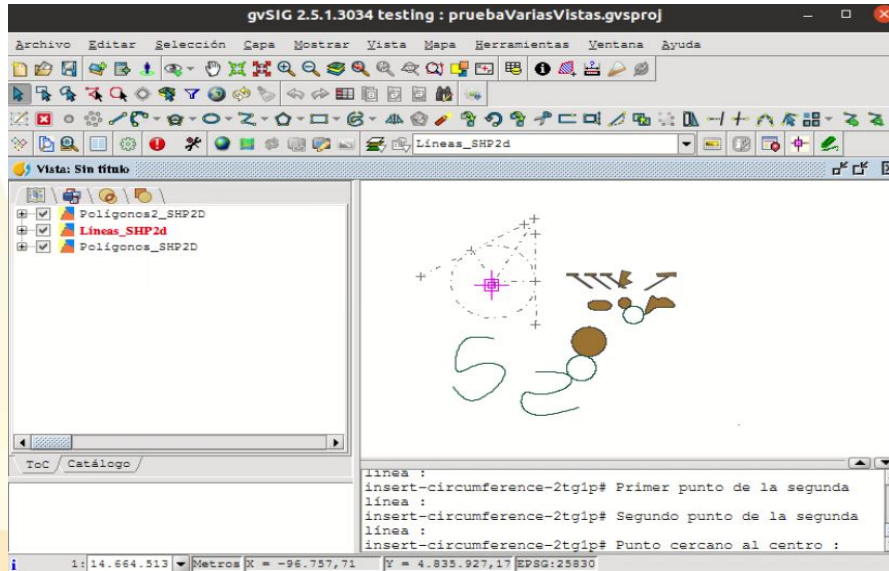 gvSIG 2.5.1.3034 testing : pruebaVariasVistas.gvsproj
Archivo Editar Selección Capa Mostrar Vista Mapa Herramientas Ventana Ayuda
Líneas_SHP2d
Vista: Sin título
Polígonos2_SHP2D
Líneas_SHP2d
Polígonos_SHP2D
ToC Catálogo
línea :
insert-circumference-2tg1p# Primer punto de la segunda
línea :
insert-circumference-2tg1p# Segundo punto de la segunda
línea :
insert-circumference-2tg1p# Punto cercano al centro :
1: 14.664.513 Metros X = -96.757,71 Y = 4.835.927,17 EPSG:25830